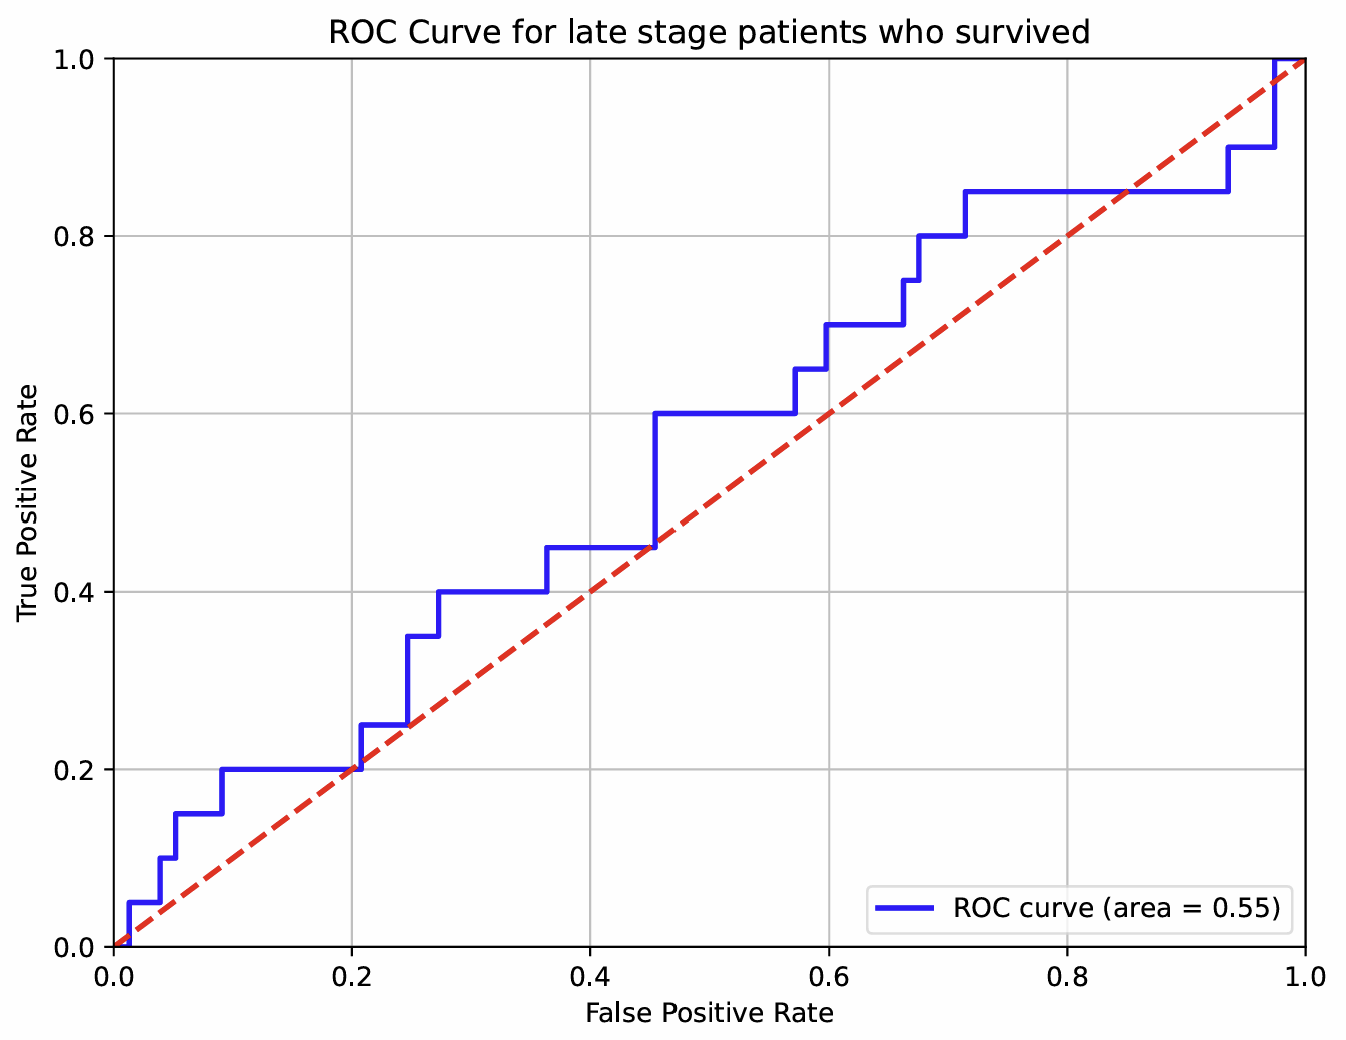 ROC Curve for late stage patients who survived
1.0
0.8
0.6
0.4
0.2
0.0
True Positive Rate
ROC curve (area = 0.55)
0.0 0.2 0.4 0.6 0.8 1.0
False Positive Rate